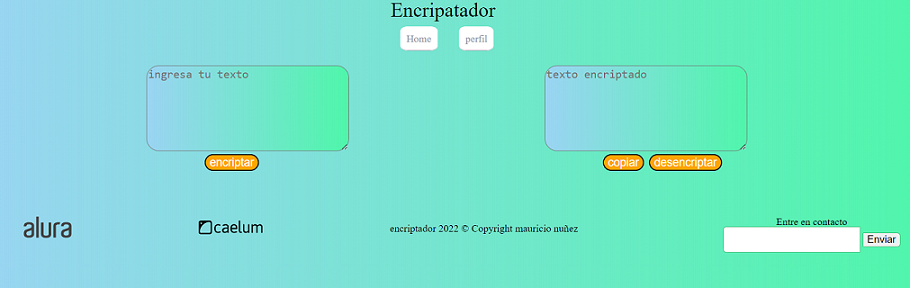 Encripatador
Home
perfil
ingresa tu texto
texto encriptado
encriptar
copiar
desencriptar
alura
caelum
encriptador 2022 © Copyright mauricio nuñez
Entre en contacto
Enviar